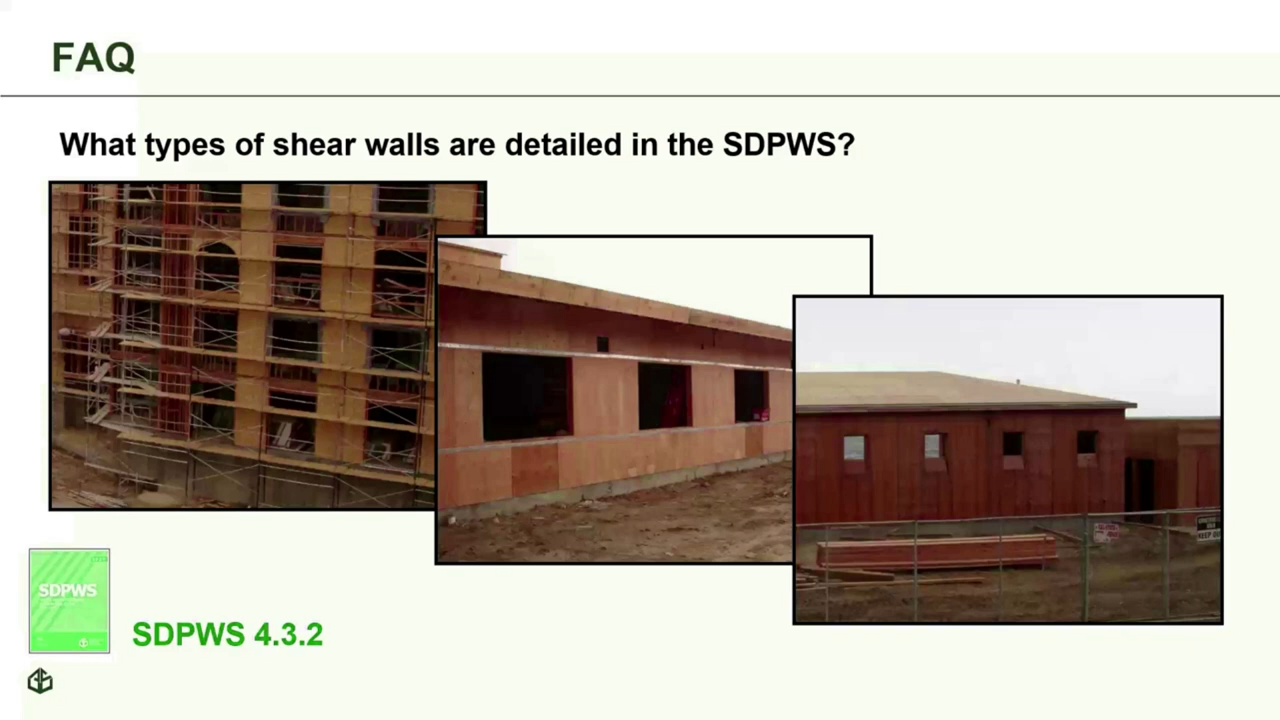 FAQ
What types of shear walls are detailed in the SDPWS?
SDPWS
SDPWS 4.3.2